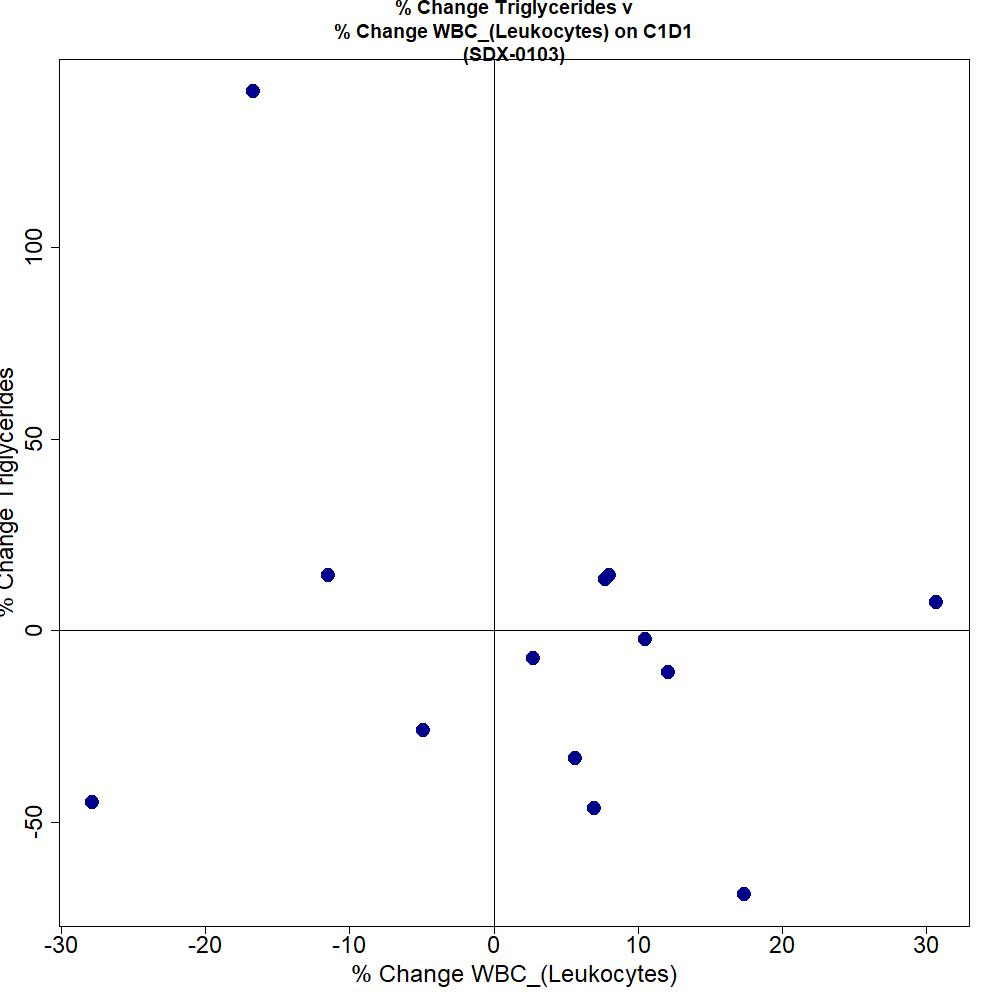 % Change Triglycerides v
% Change WBC_(Leukocytes) on C1D1
(SDX-0103)
% Change Triglycerides
100
50
0
-50
-30 -20 -10 0 10 20 30
% Change WBC_(Leukocytes)